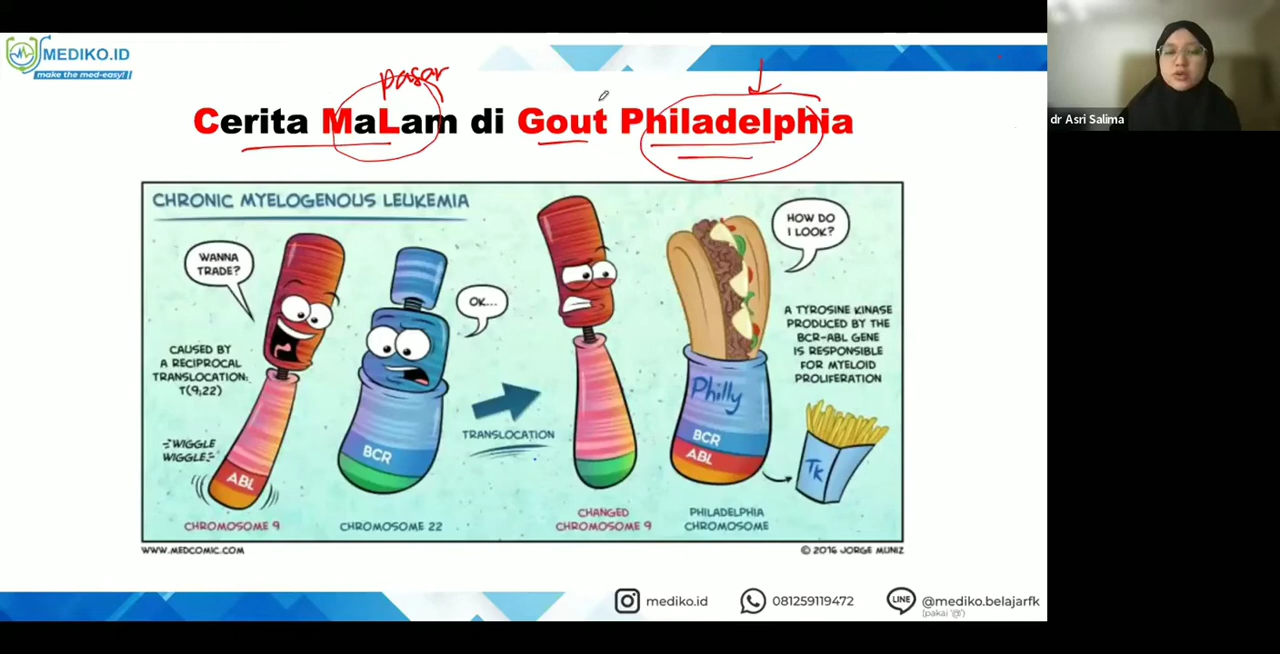 MEDIKO.ID
make the med-easy!
pasar
Cerita MaLam di Gout Philadelphia
dr Asri Salima
CHRONIC MYELOGENOUS LEUKEMIA
WANNA
TRADE?
OK...
HOW DO
I LOOK?
CAUSED BY
A RECIPROCAL
TRANSLOCATION:
T(9;22)
A TYROSINE KINASE
PRODUCED BY THE
BCR-ABL GENE
IS RESPONSIBLE
FOR MYELOID
PROLIFERATION
WIGGLE
WIGGLE
ABL
BCR
TRANSLOCATION
Philly
BCR
ABL
TK
CHROMOSOME 9
CHROMOSOME 22
CHANGED
CHROMOSOME 9
PHILADELPHIA
CHROMOSOME
WWW.MEDCOMIC.COM
© 2016 JORGE MUNIZ
mediko.id
081259119472
LINE
@mediko.belajarfk
(pakai '@')